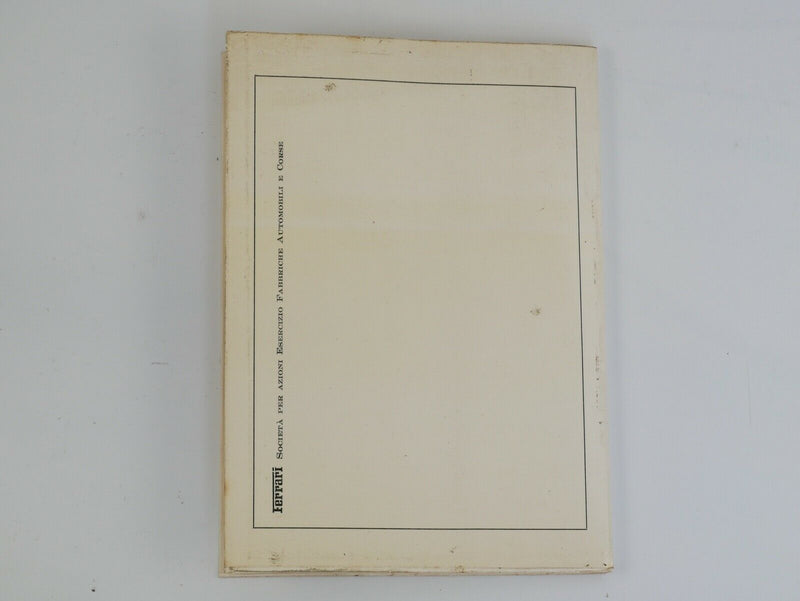 Ferrari Società per azioni Esercizio Fabbriche Automobili e Corse